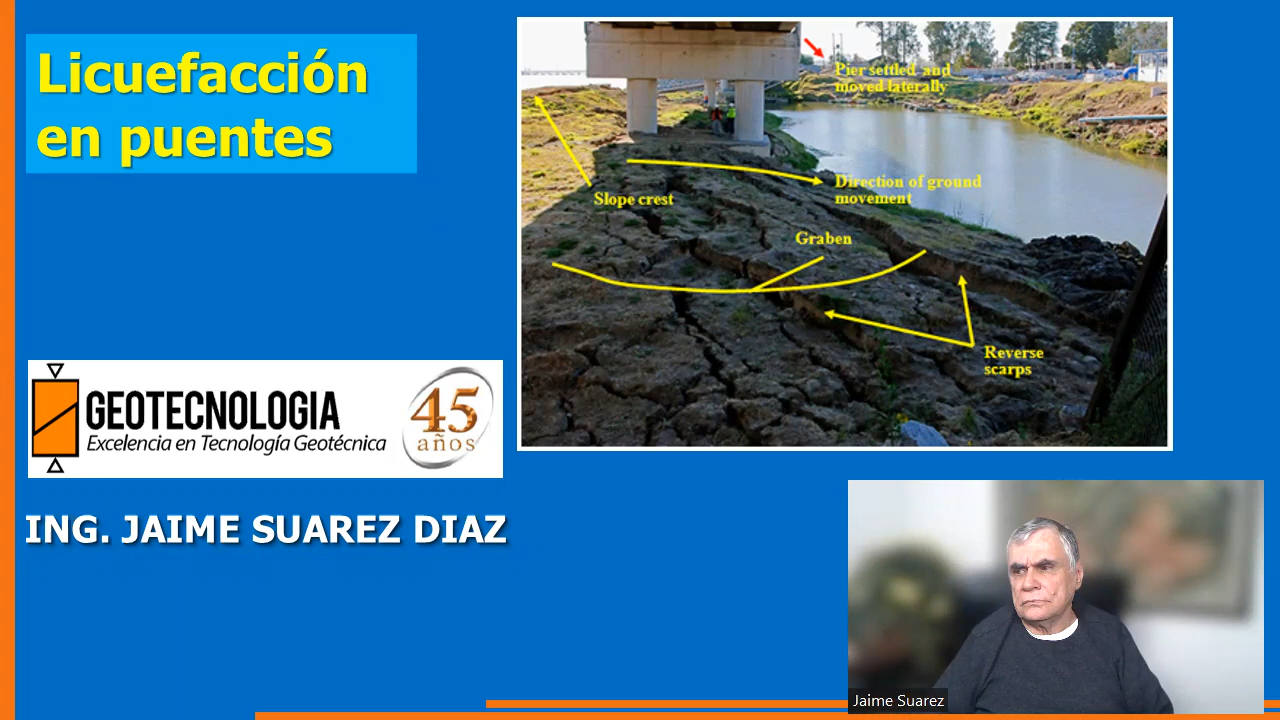 Licuefacción
en puentes
Pier settled and
moved laterally
Direction of ground
movement
Slope crest
Graben
Reverse
scarps
GEOTECNOLOGIA
Excelencia en Tecnología Geotécnica
45
años
ING. JAIME SUAREZ DIAZ
Jaime Suarez